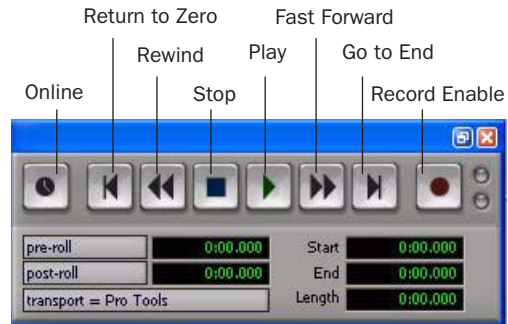 Return to Zero Fast Forward
Rewind Play Go to End
Online Stop Record Enable
pre-roll 0:00.000 Start 0:00.000
post-roll 0:00.000 End 0:00.000
transport = Pro Tools Length 0:00.000